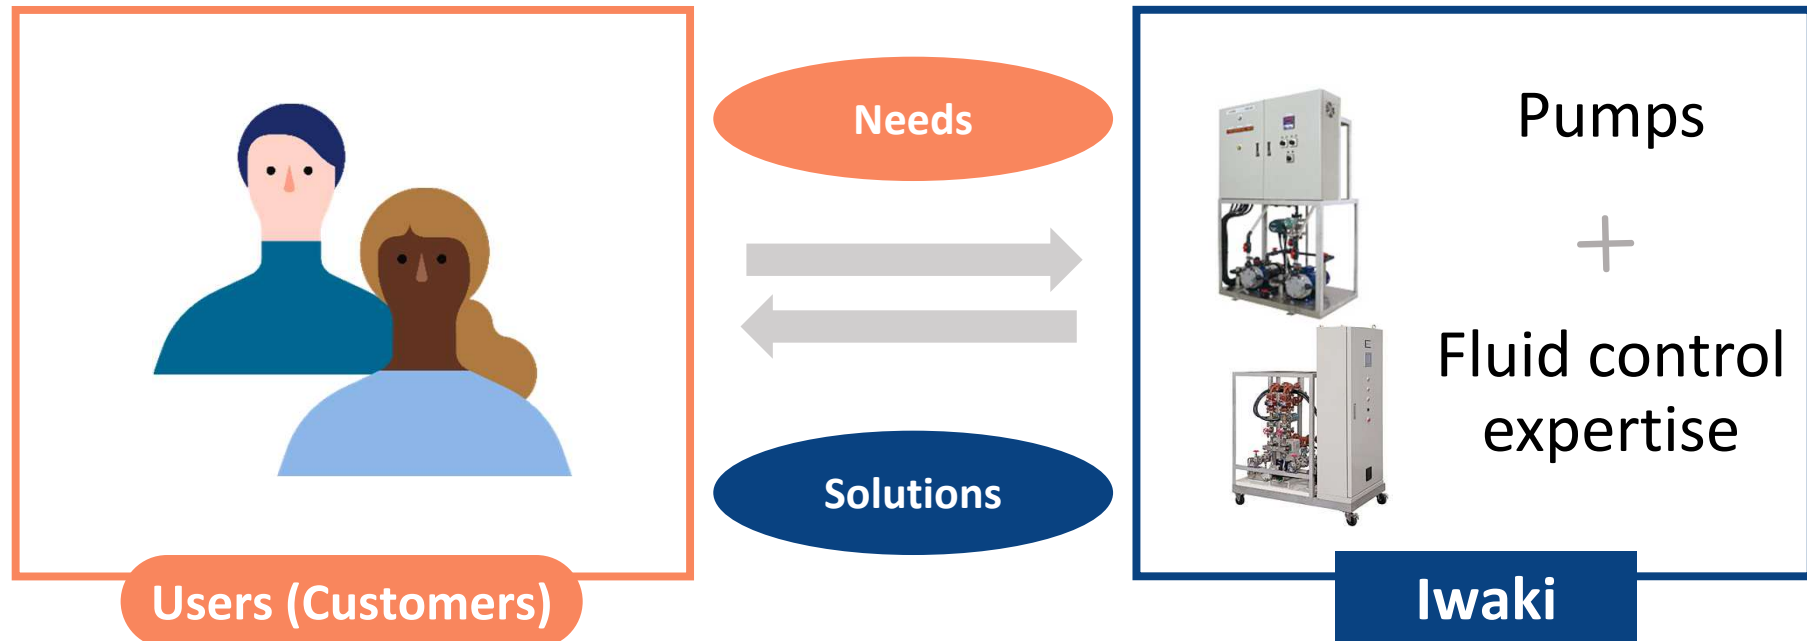 Needs
Solutions
Users (Customers)
Pumps
+
Fluid control
expertise
Iwaki